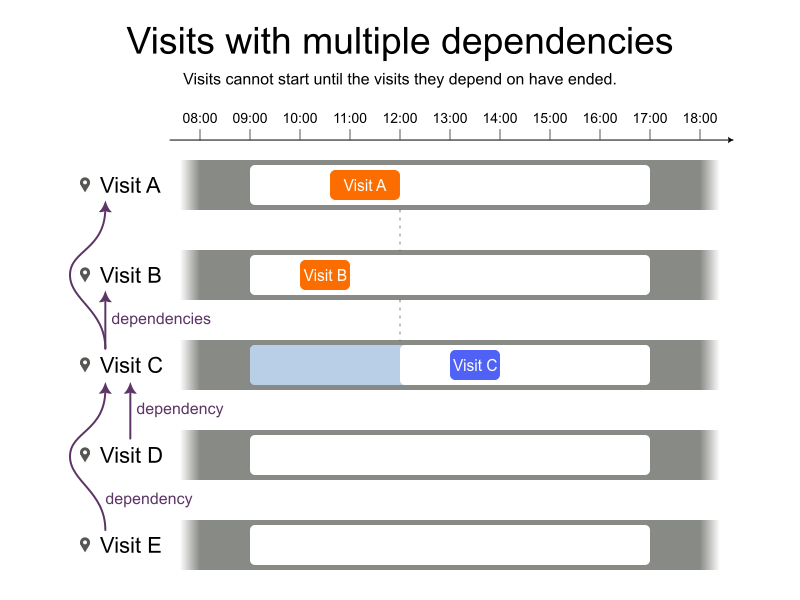 Visits with multiple dependencies
Visits cannot start until the visits they depend on have ended.
08:00 09:00 10:00 11:00 12:00 13:00 14:00 15:00 16:00 17:00 18:00
Visit A Visit A
Visit B Visit B
dependencies
Visit C Visit C
dependency
Visit D
dependency
Visit E